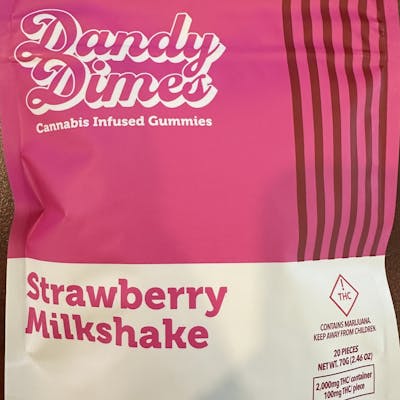 Dandy
Dimes
Cannabis Infused Gummies
Strawberry
Milkshake
!
THC
CONTAINS MARIJUANA.
KEEP AWAY FROM CHILDREN
20 PIECES
NET WT. 70G (2.46 OZ)
2,000mg THC/container
100mg THC/piece